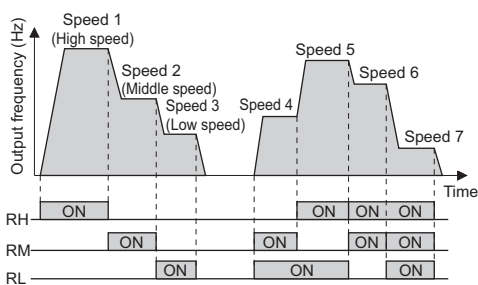 Output frequency (Hz)
Speed 1
(High speed)
Speed 2
(Middle speed)
Speed 3
(Low speed)
Speed 4
Speed 5
Speed 6
Speed 7
Time
RH
ON
ON
ON
ON
RM
ON
ON
ON
ON
RL
ON
ON
ON